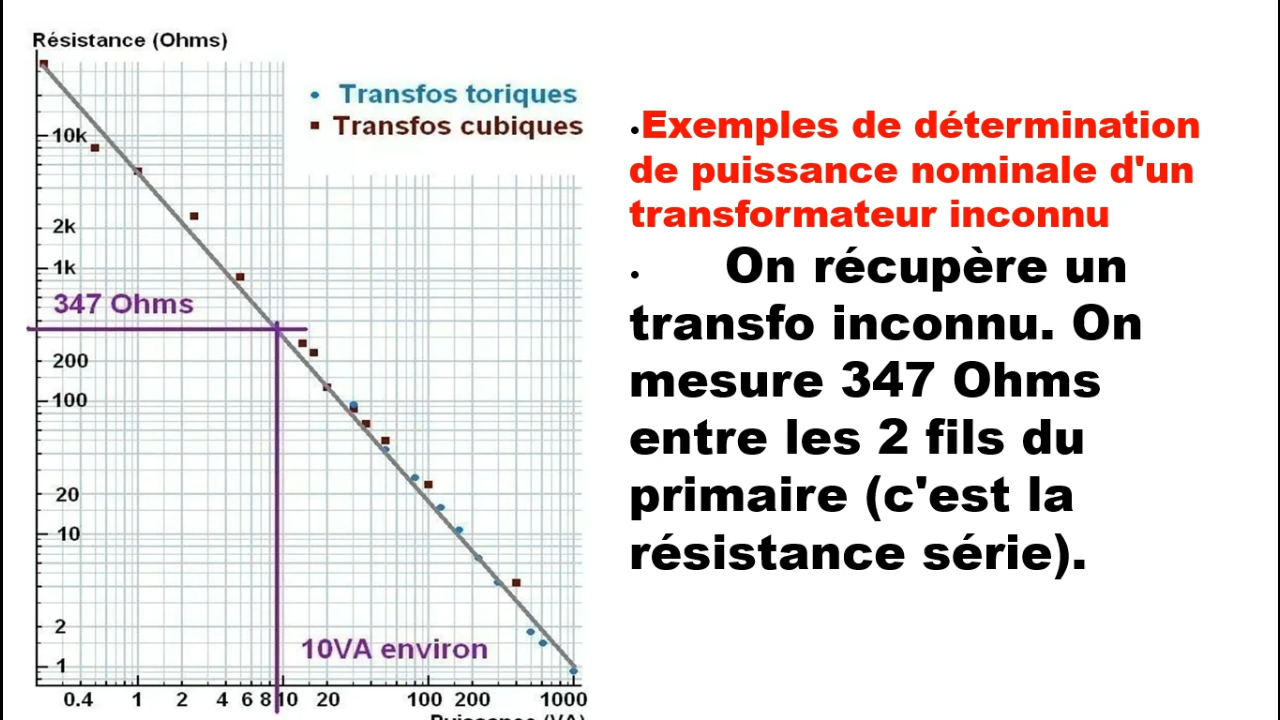 Résistance (Ohms)
• Transfos toriques
Transfos cubiques
10k
2k
1k
347 Ohms
200
100
20
10
2
1
10VA environ
0.4 1 2 4 6 8 10 20 100 200 1000
Puissance (VA)
•Exemples de détermination
de puissance nominale d'un
transformateur inconnu
• On récupère un
transfo inconnu. On
mesure 347 Ohms
entre les 2 fils du
primaire (c'est la
résistance série).